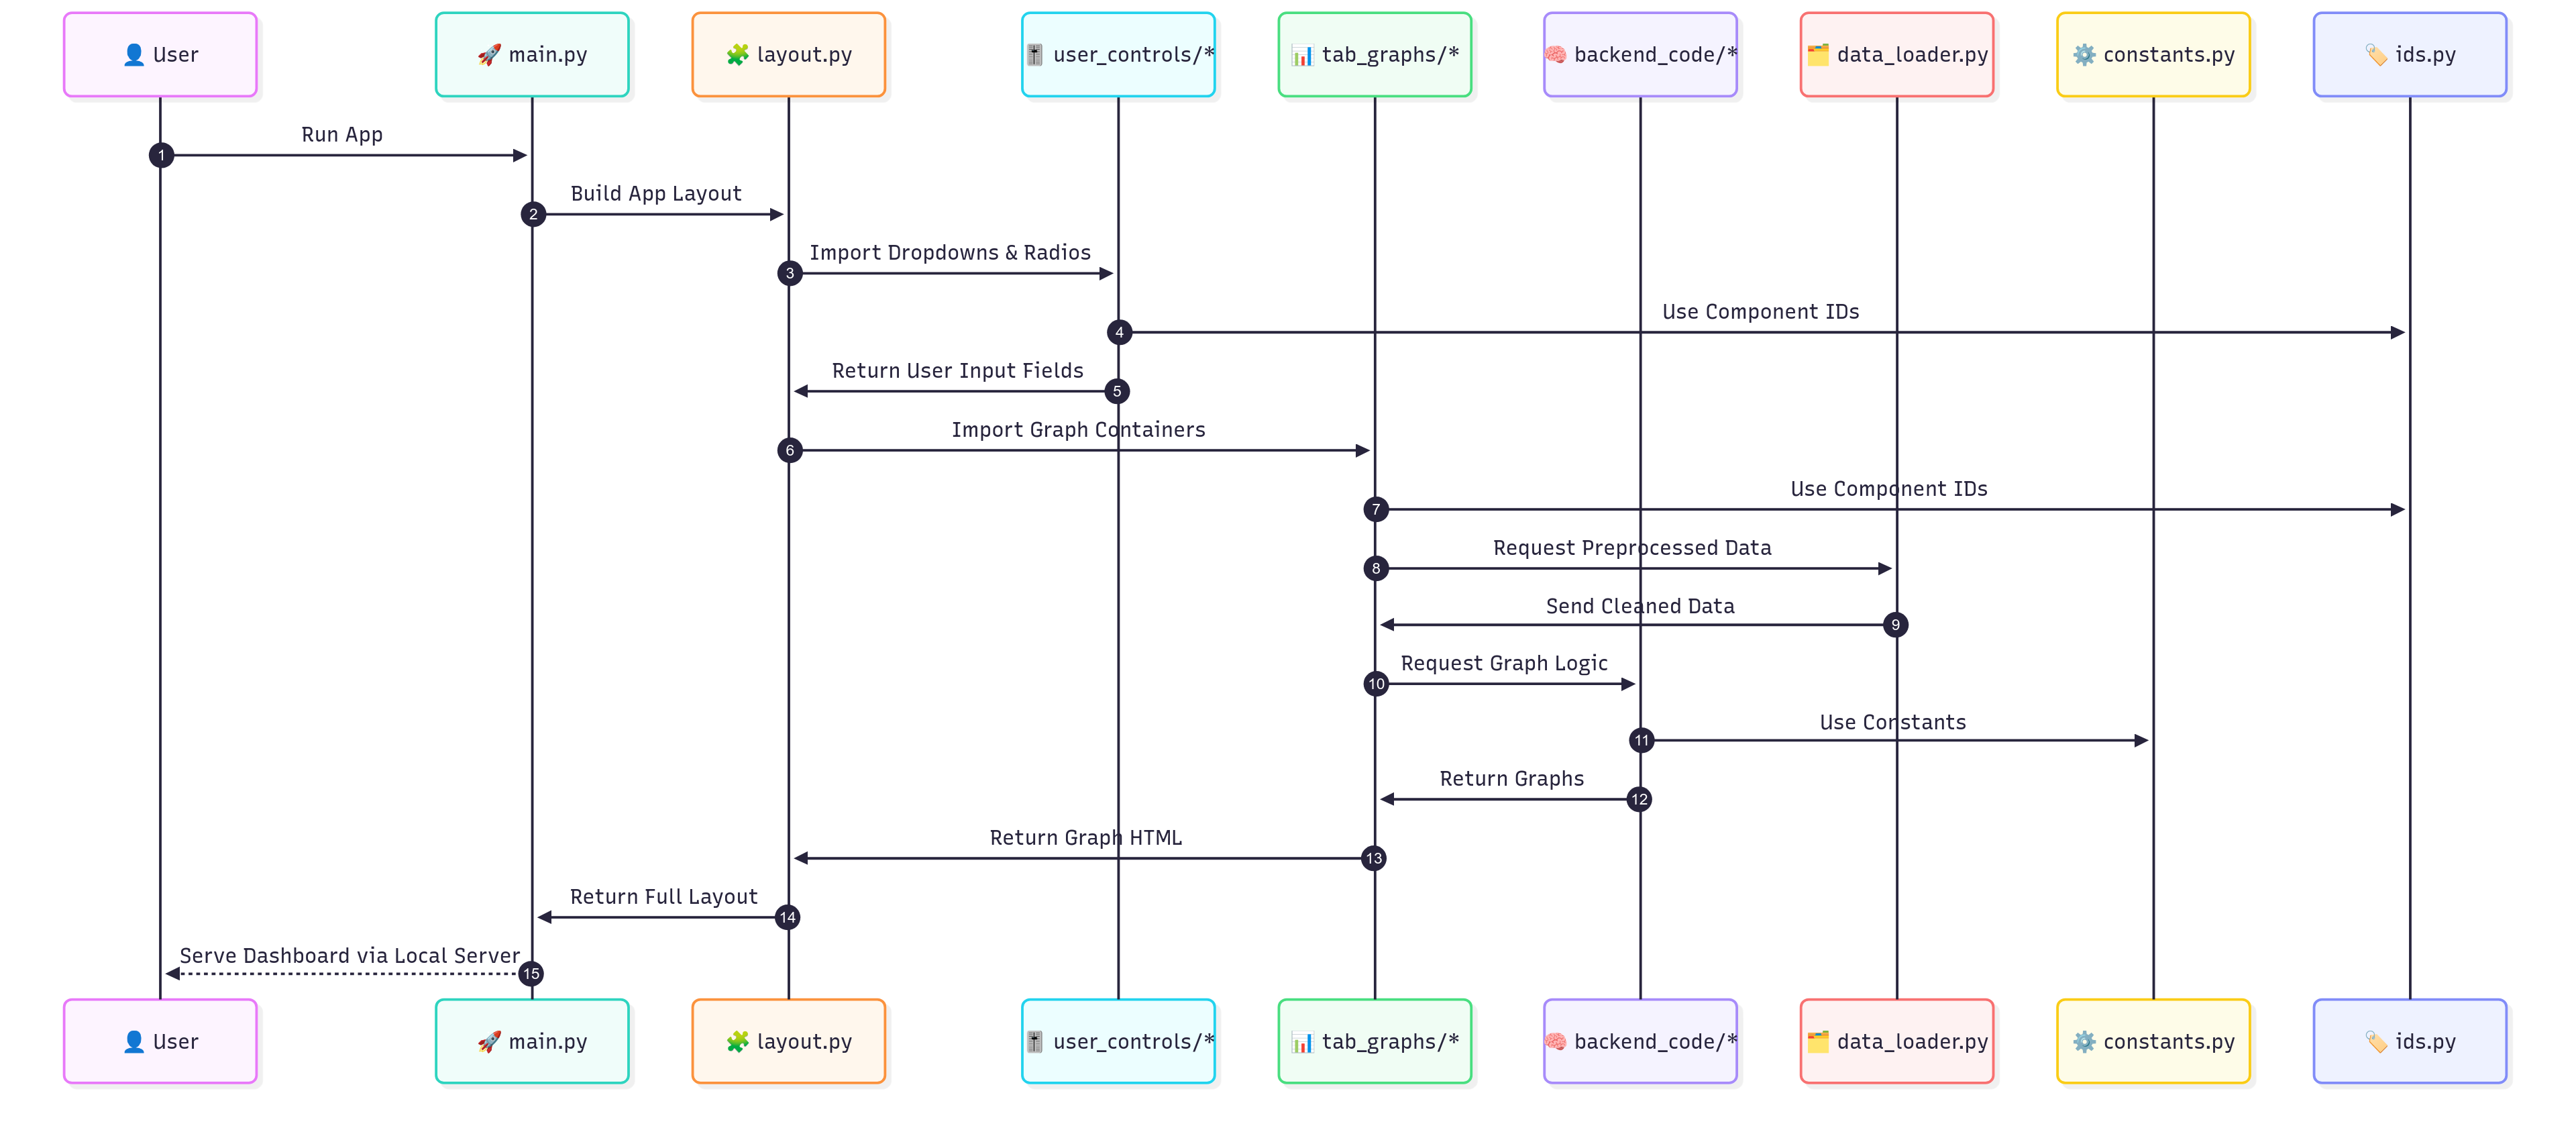 User
main.py
layout.py
user_controls/*
tab_graphs/*
backend_code/*
data_loader.py
constants.py
ids.py
Run App
1
Build App Layout
2
Import Dropdowns & Radios
3
Use Component IDs
4
Return User Input Fields
5
Import Graph Containers
6
Use Component IDs
7
Request Preprocessed Data
8
Send Cleaned Data
9
Request Graph Logic
10
Use Constants
11
Return Graphs
12
Return Graph HTML
13
Return Full Layout
14
Serve Dashboard via Local Server
15
User
main.py
layout.py
user_controls/*
tab_graphs/*
backend_code/*
data_loader.py
constants.py
ids.py